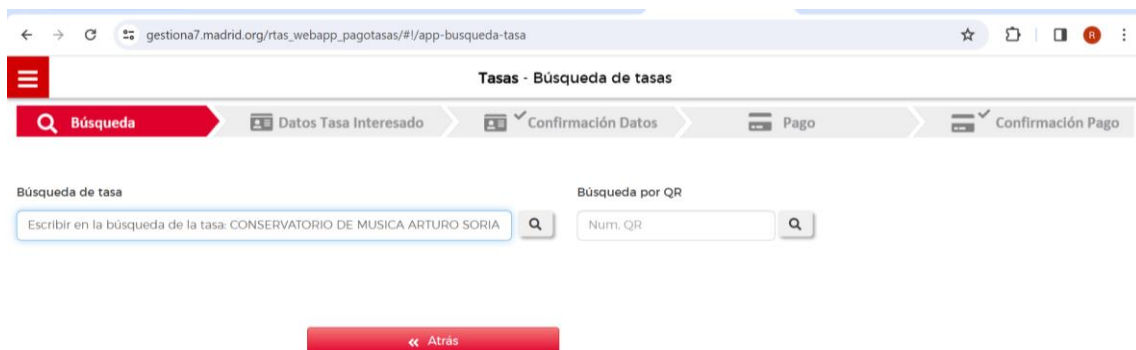 gestiona7.madrid.org/rtas_webapp_pagotasas/#!/app-busqueda-tasa
R
Tasas - Búsqueda de tasas
Búsqueda
Datos Tasa Interesado
Confirmación Datos
Pago
Confirmación Pago
Búsqueda de tasa
Búsqueda por QR
Escribir en la búsqueda de la tasa: CONSERVATORIO DE MUSICA ARTURO SORIA
Num. QR
« Atrás